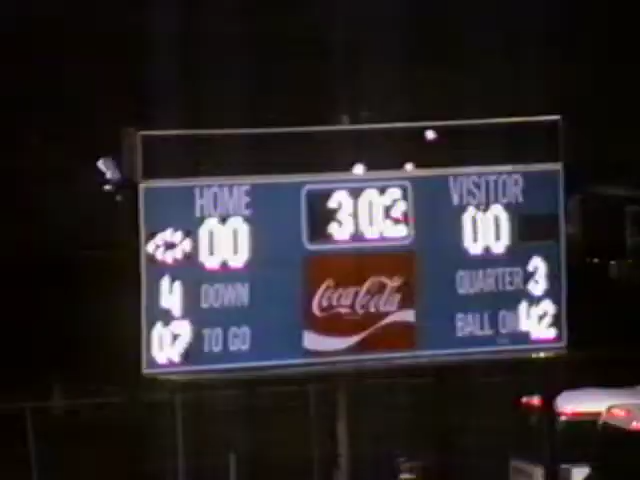 HOME 302 VISITOR
00 00
4 DOWN Coca-Cola QUARTER 3
07 TO GO BALL ON 42